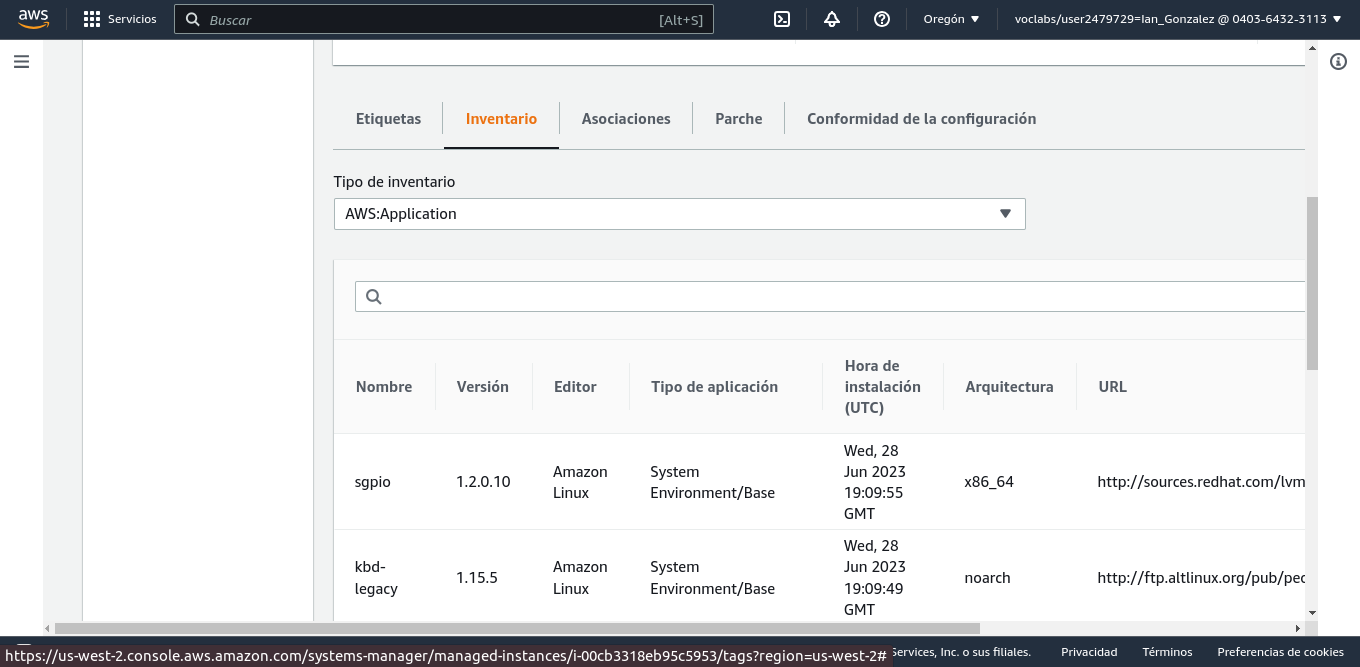 aws
Servicios
Buscar
[Alt+S]
Oregón
voclabs/user2479729=Ian_Gonzalez @ 0403-6432-3113
Etiquetas
Inventario
Asociaciones
Parche
Conformidad de la configuración
Tipo de inventario
AWS:Application
Nombre
Versión
Editor
Tipo de aplicación
Hora de
instalación
(UTC)
Arquitectura
URL
sgpio
1.2.0.10
Amazon
Linux
System
Environment/Base
Wed, 28
Jun 2023
19:09:55
GMT
x86_64
http://sources.redhat.com/lvm
kbd-
legacy
1.15.5
Amazon
Linux
System
Environment/Base
Wed, 28
Jun 2023
19:09:49
GMT
noarch
http://ftp.altlinux.org/pub/pec
https://us-west-2.console.aws.amazon.com/systems-manager/managed-instances/i-00cb3318eb95c5953/tags?region=us-west-2#
Services, Inc. o sus filiales.
Privacidad
Términos
Preferencias de cookies